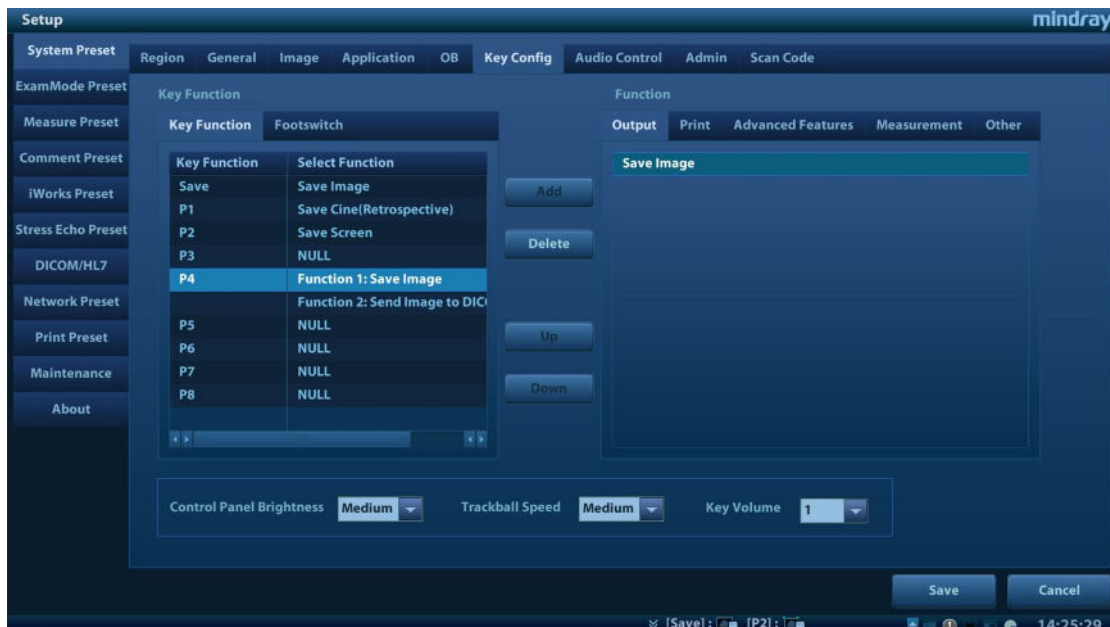 Setup
mindray
System Preset
ExamMode Preset
Measure Preset
Comment Preset
iWorks Preset
Stress Echo Preset
DICOM/HL7
Network Preset
Print Preset
Maintenance
About
Region General Image Application OB Key Config Audio Control Admin Scan Code
Key Function
Key Function Footswitch
Key Function Select Function
Save Save Image
P1 Save Cine(Retrospective)
P2 Save Screen
P3 NULL
P4 Function 1: Save Image
Function 2: Send Image to DIC
P5 NULL
P6 NULL
P7 NULL
P8 NULL
Add
Delete
Up
Down
Function
Output Print Advanced Features Measurement Other
Save Image
Control Panel Brightness Medium Trackball Speed Medium Key Volume 1
Save Cancel
[Save] : [P2] : 14:25:29